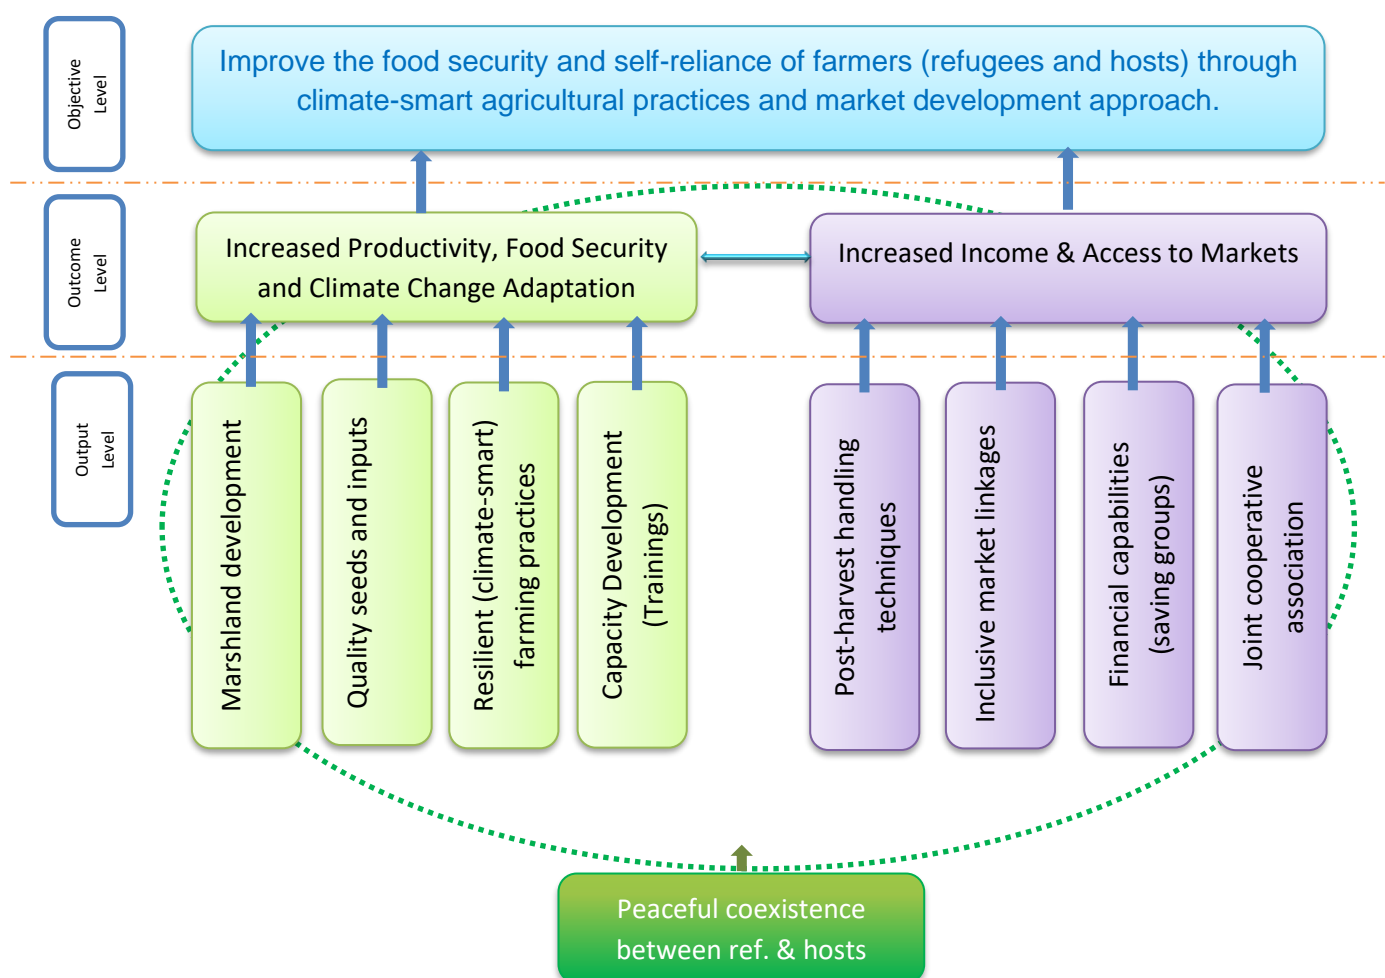 Objective
Level
Improve the food security and self-reliance of farmers (refugees and hosts) through
climate-smart agricultural practices and market development approach.
Outcome
Level
Increased Productivity, Food Security
and Climate Change Adaptation
Increased Income & Access to Markets
Output
Level
Marshland development
Quality seeds and inputs
Resilient (climate-smart)
farming practices
Capacity Development
(Trainings)
Post-harvest handling
techniques
Inclusive market linkages
Financial capabilities
(saving groups)
Joint cooperative
association
Peaceful coexistence
between ref. & hosts